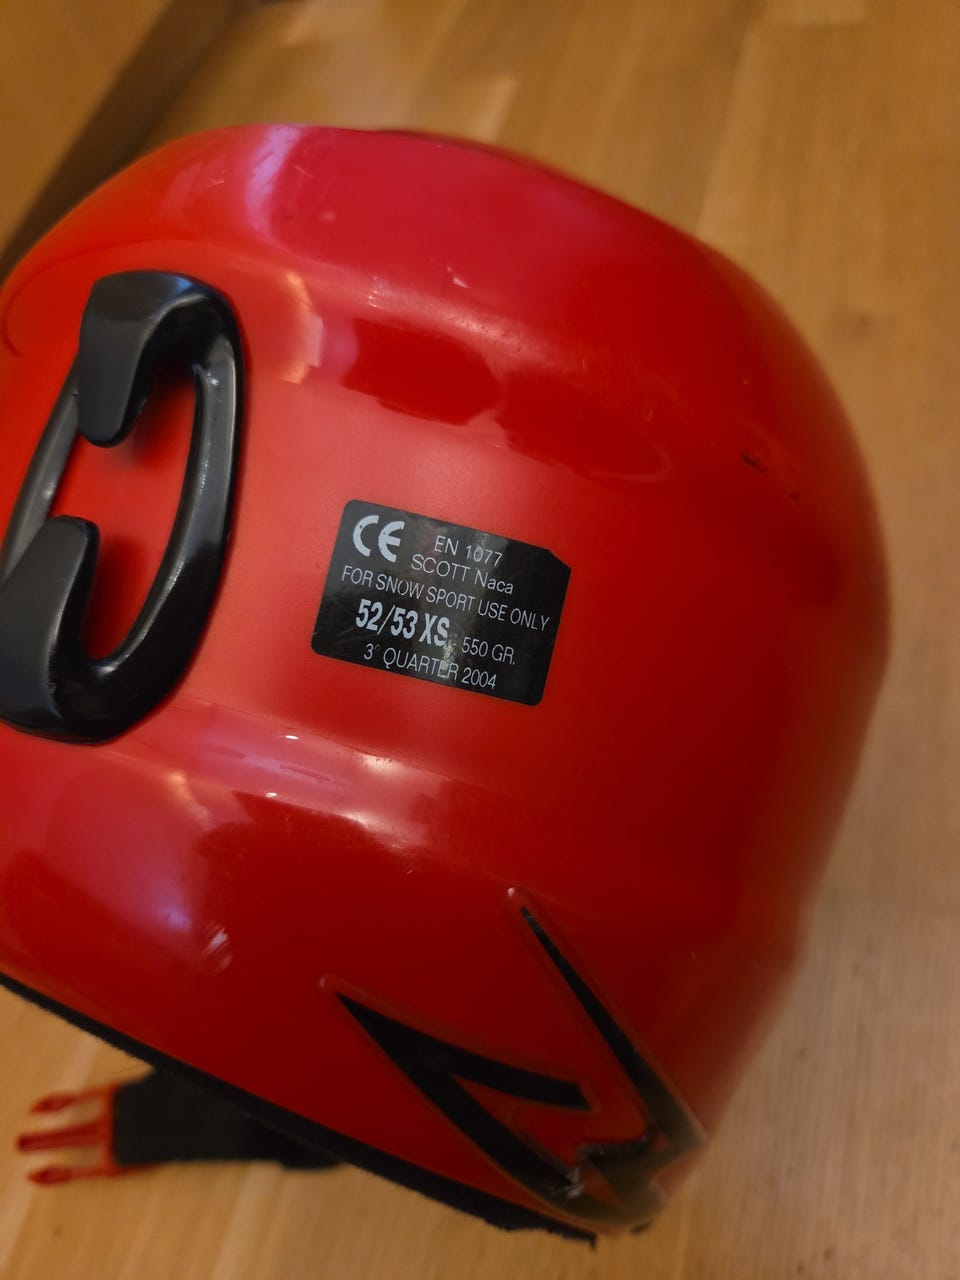 CE
EN 1077
SCOTT Naca
FOR SNOW SPORT USE ONLY
52/53 XS 550 GR.
3° QUARTER 2004